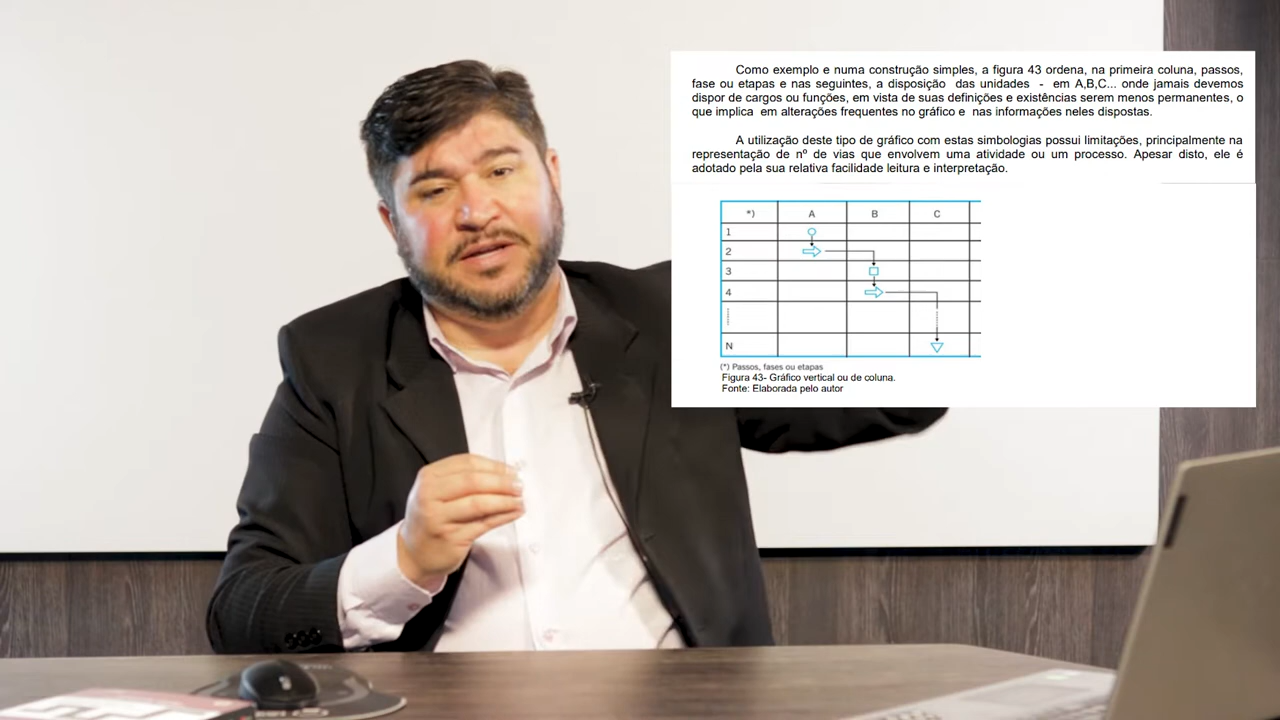 Como exemplo e numa construção simples, a figura 43 ordena, na primeira coluna, passos,
fase ou etapas e nas seguintes, a disposição das unidades - em A,B,C... onde jamais devemos
dispor de cargos ou funções, em vista de suas definições e existências serem menos permanentes, o
que implica em alterações frequentes no gráfico e nas informações neles dispostas.
A utilização deste tipo de gráfico com estas simbologias possui limitações, principalmente na
representação de nº de vias que envolvem uma atividade ou um processo. Apesar disto, ele é
adotado pela sua relativa facilidade leitura e interpretação.
*) A B C
1
2
3
4
N
(*) Passos, fases ou etapas
Figura 43- Gráfico vertical ou de coluna.
Fonte: Elaborada pelo autor